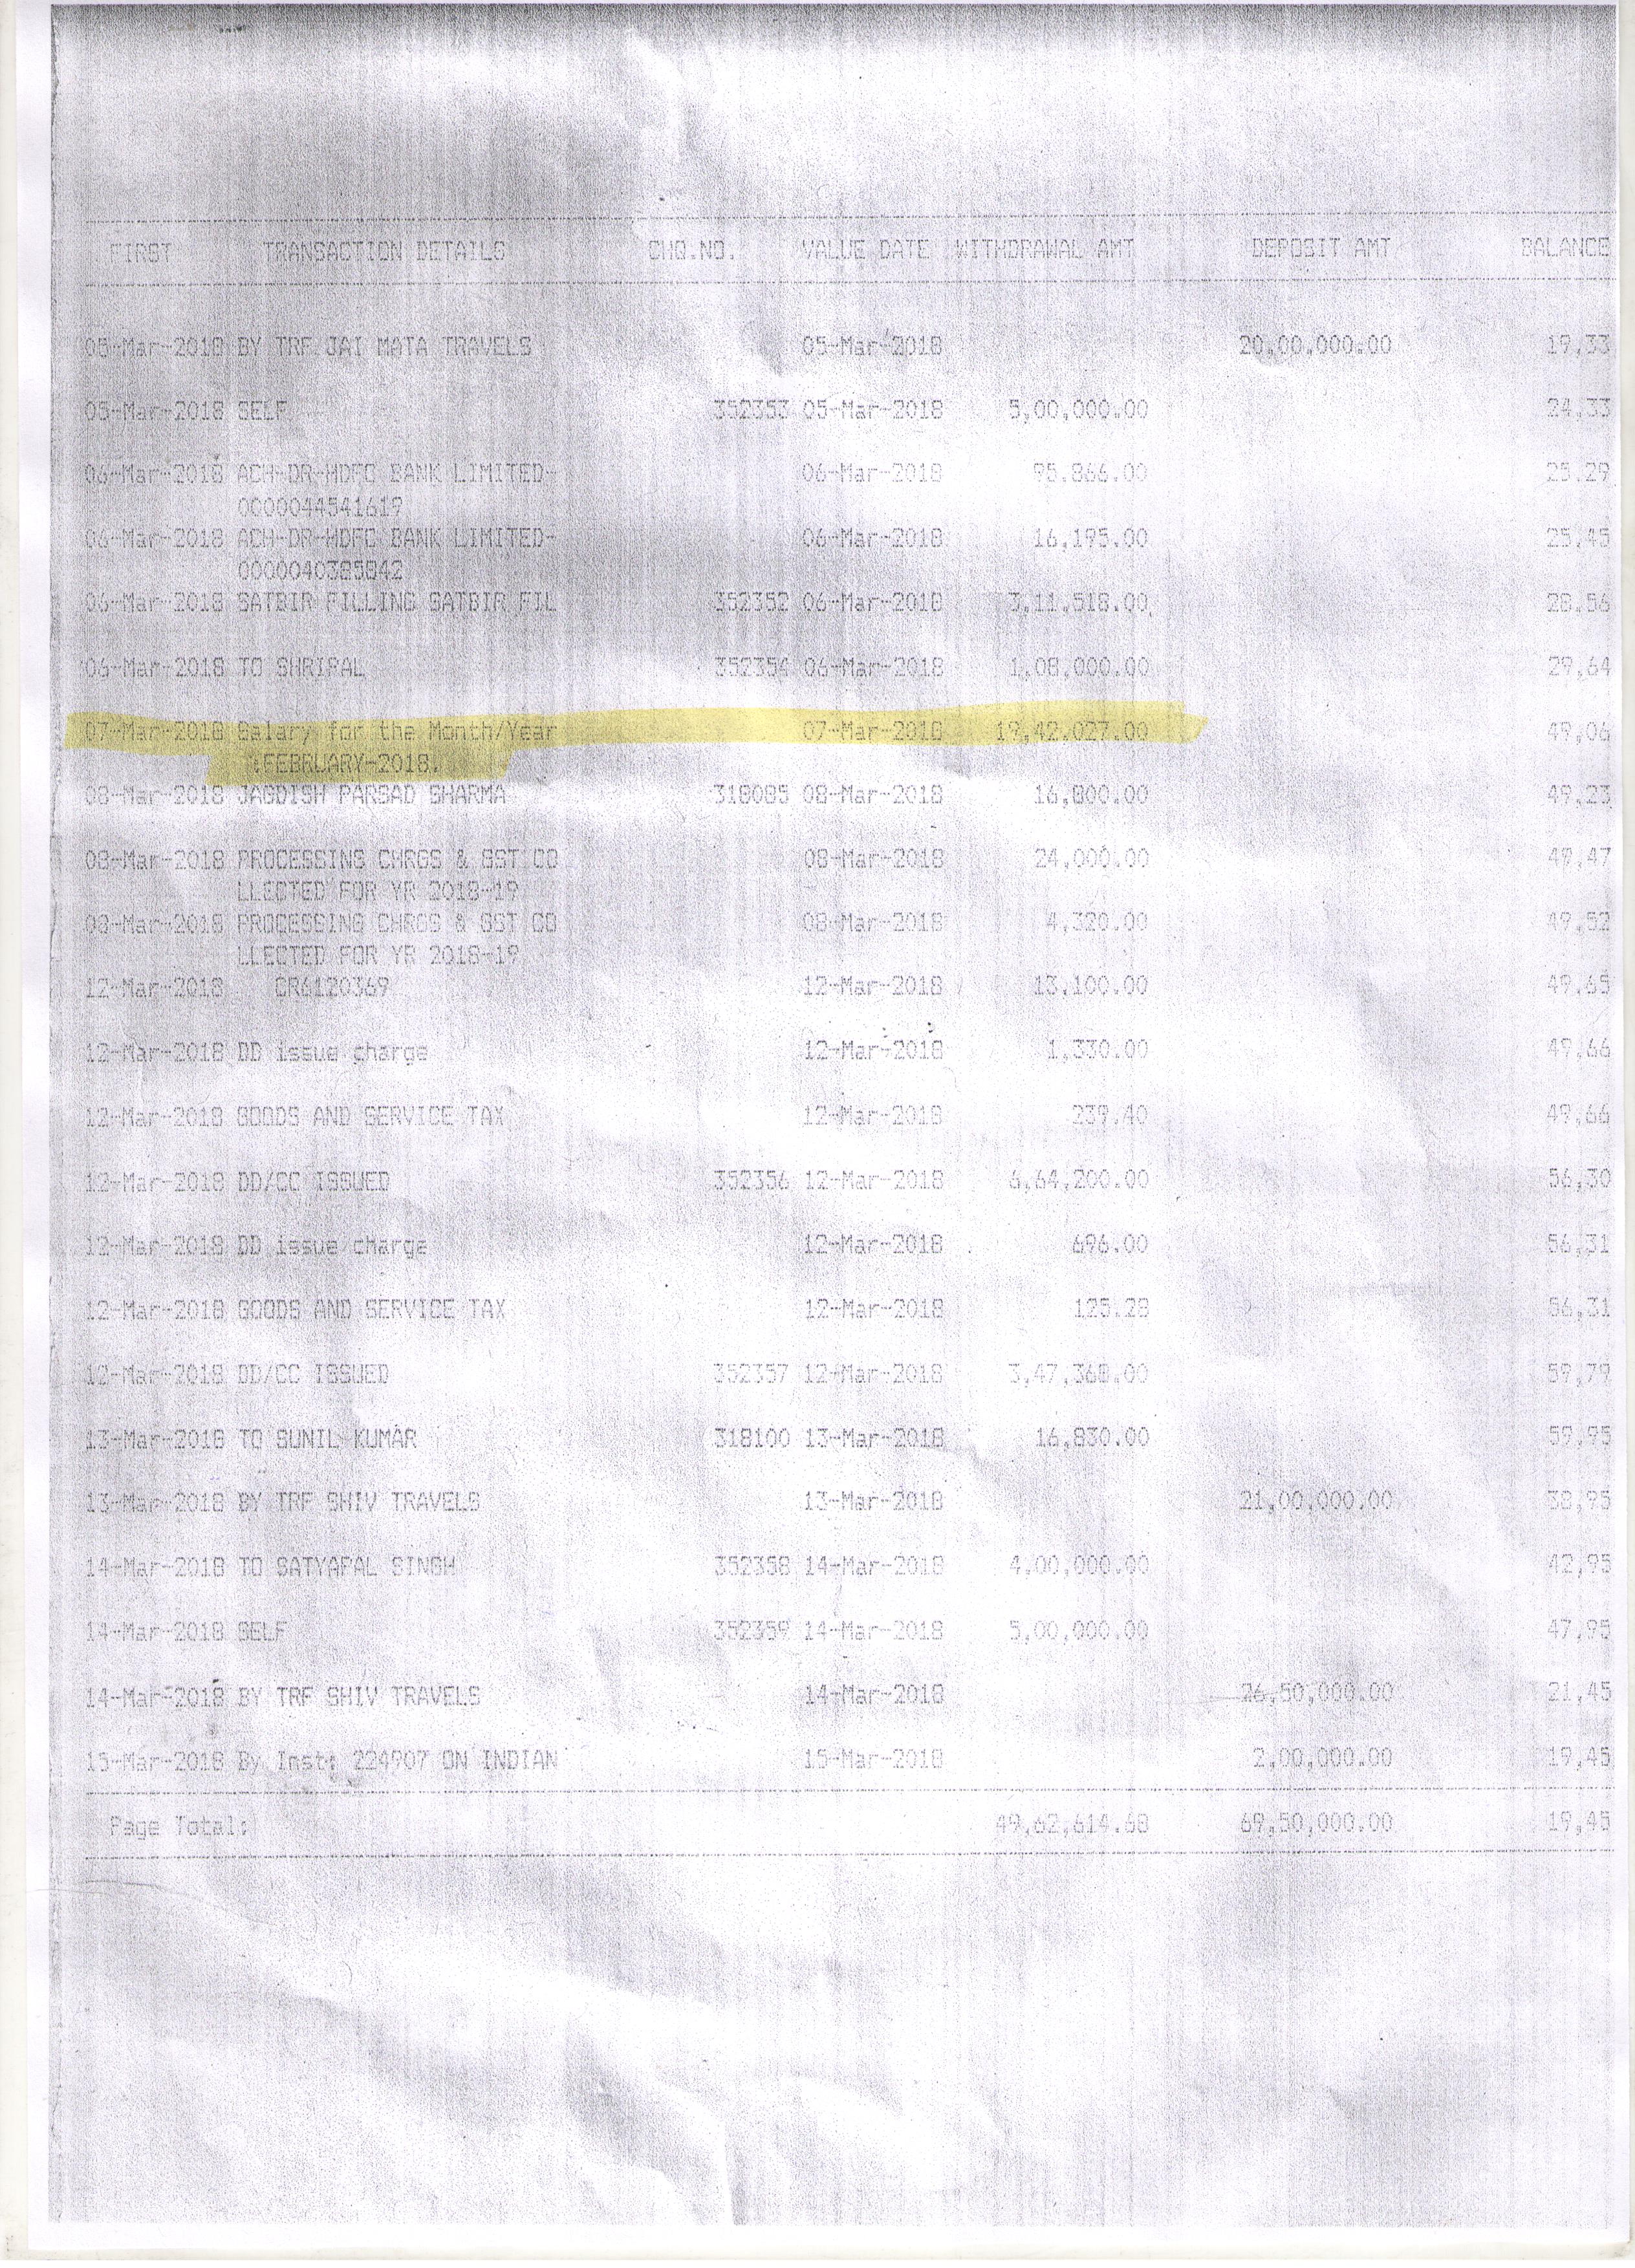 FIRST TRANSACTION DETAILS CHQ.NO. VALUE DATE WITHDRAWAL AMT DEPOSIT AMT BALANCE
05-Mar-2018 BY TRF JAI MATA TRAVELS 05-Mar-2018 20,00,000.00 19,33
05-Mar-2018 SELF 352353 05-Mar-2018 5,00,000.00 24,33
06-Mar-2018 ACH-DR-HDFC BANK LIMITED- 06-Mar-2018 95,866.00 25,29
0000044541619
06-Mar-2018 ACH-DR-HDFC BANK LIMITED- 06-Mar-2018 16,195.00 25,45
0000040385842
06-Mar-2018 SATBIR FILLING SATBIR FIL 352352 06-Mar-2018 3,11,518.00 28,56
06-Mar-2018 TO SHRIPAL 352354 06-Mar-2018 1,08,000.00 29,64
07-Mar-2018 Salary for the Month/Year 07-Mar-2018 19,42,027.00 49,06
:FEBRUARY-2018.
08-Mar-2018 JAGDISH PARSAD SHARMA 318085 08-Mar-2018 16,800.00 49,23
08-Mar-2018 PROCESSING CHRGS & GST CO 08-Mar-2018 24,000.00 49,47
LLECTED FOR YR 2018-19
08-Mar-2018 PROCESSING CHRGS & GST CO 08-Mar-2018 4,320.00 49,52
LLECTED FOR YR 2018-19
12-Mar-2018 CR6120369 12-Mar-2018 13,100.00 49,65
12-Mar-2018 DD issue charge 12-Mar-2018 1,330.00 49,66
12-Mar-2018 GOODS AND SERVICE TAX 12-Mar-2018 239.40 49,66
12-Mar-2018 DD/CC ISSUED 352356 12-Mar-2018 6,64,200.00 56,30
12-Mar-2018 DD issue charge 12-Mar-2018 696.00 56,31
12-Mar-2018 GOODS AND SERVICE TAX 12-Mar-2018 125.28 56,31
12-Mar-2018 DD/CC ISSUED 352357 12-Mar-2018 3,47,368.00 59,79
13-Mar-2018 TO SUNIL KUMAR 318100 13-Mar-2018 16,830.00 59,95
13-Mar-2018 BY TRF SHIV TRAVELS 13-Mar-2018 21,00,000.00 38,95
14-Mar-2018 TO SATYAPAL SINGH 352358 14-Mar-2018 4,00,000.00 42,95
14-Mar-2018 SELF 352359 14-Mar-2018 5,00,000.00 47,95
14-Mar-2018 BY TRF SHIV TRAVELS 14-Mar-2018 26,50,000.00 21,45
15-Mar-2018 By Inst: 224907 ON INDIAN 15-Mar-2018 2,00,000.00 19,45
Page Total: 49,62,614.68 69,50,000.00 19,45